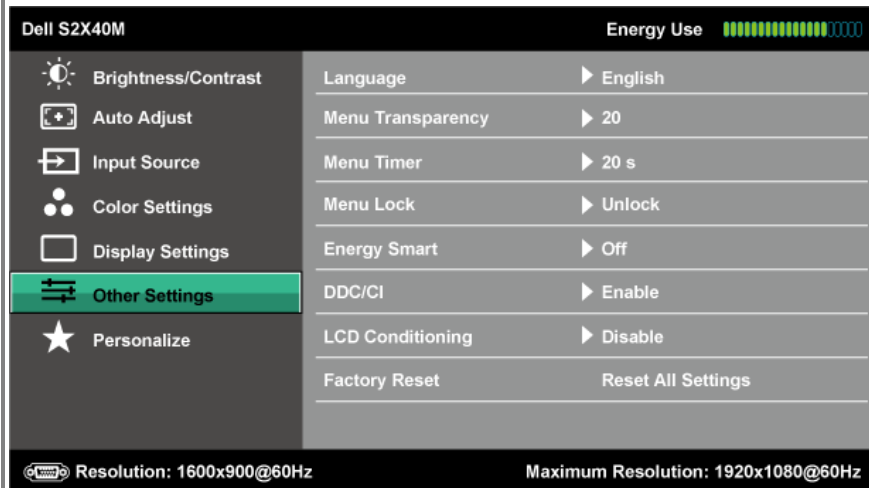 Dell S2X40M Energy Use
Brightness/Contrast Language English
Auto Adjust Menu Transparency 20
Input Source Menu Timer 20 s
Color Settings Menu Lock Unlock
Display Settings Energy Smart Off
Other Settings DDC/CI Enable
Personalize LCD Conditioning Disable
Factory Reset Reset All Settings
Resolution: 1600x900@60Hz Maximum Resolution: 1920x1080@60Hz